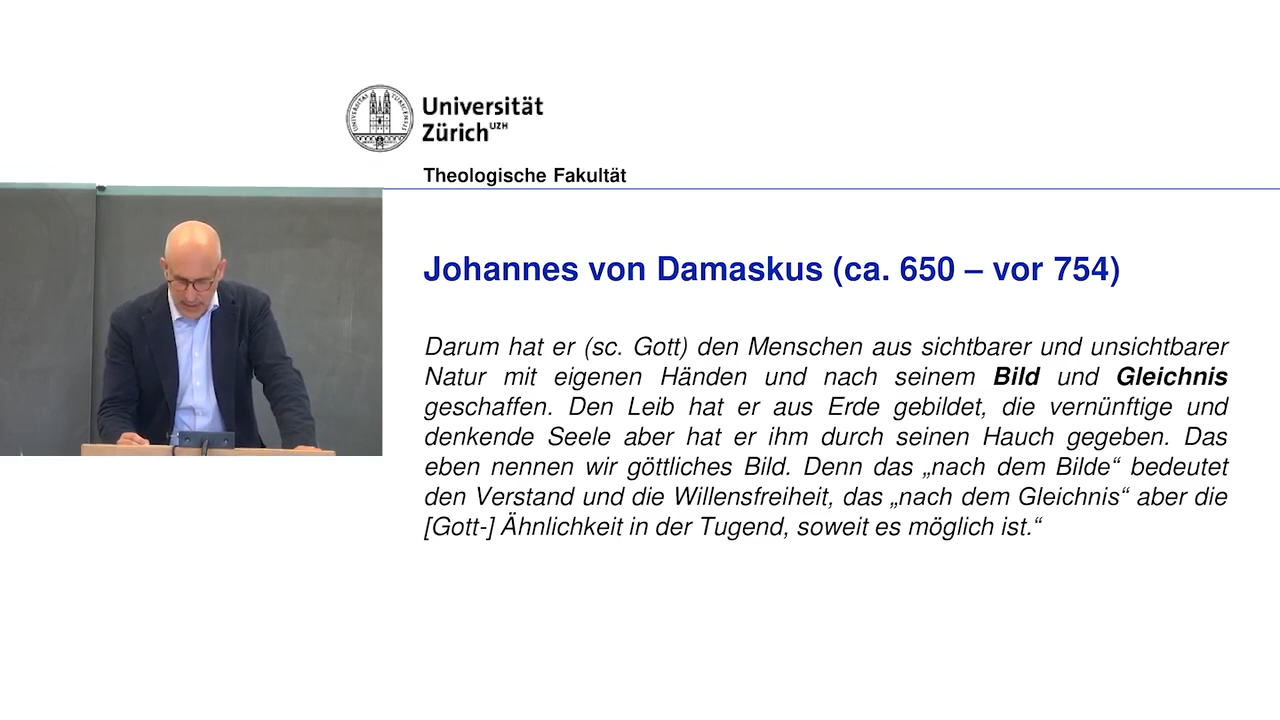 Universität
Zürich UZH
Theologische Fakultät
Johannes von Damaskus (ca. 650 – vor 754)
Darum hat er (sc. Gott) den Menschen aus sichtbarer und unsichtbarer
Natur mit eigenen Händen und nach seinem Bild und Gleichnis
geschaffen. Den Leib hat er aus Erde gebildet, die vernünftige und
denkende Seele aber hat er ihm durch seinen Hauch gegeben. Das
eben nennen wir göttliches Bild. Denn das „nach dem Bilde“ bedeutet
den Verstand und die Willensfreiheit, das „nach dem Gleichnis“ aber die
[Gott-] Ähnlichkeit in der Tugend, soweit es möglich ist.“